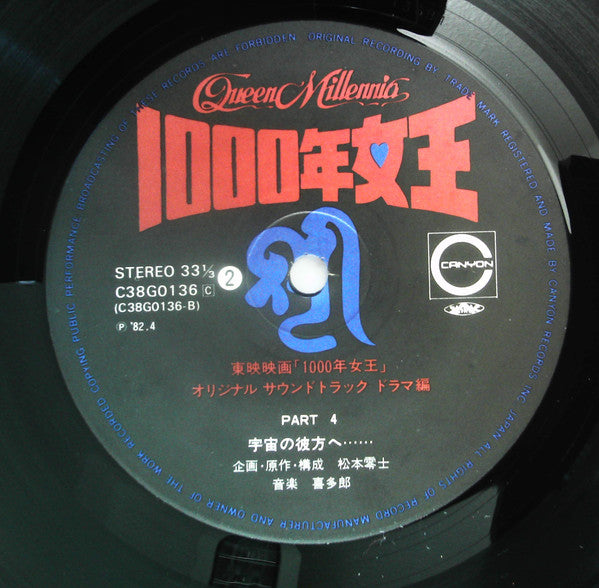 Queen Millennia
1000年女王
STEREO 33 1/3
②
C38G0136 C
(C38G0136-B)
Ⓟ '82.4
CANYON
東映映画「1000年女王」
オリジナル サウンドトラック ドラマ編
PART 4
宇宙の彼方へ……
企画・原作・構成 松本零士
音楽 喜多郎
ORIGINAL RECORDING BY TRADE MARK REGISTERED AND MADE BY CANYON RECORDS INC JAPAN ALL RIGHTS OF RECORD MANUFACTURER AND OWNER OF THE WORK RECORDED COPYING PUBLIC PERFORMANCE BROADCASTING OF THESE RECORDS ARE FORBIDDEN